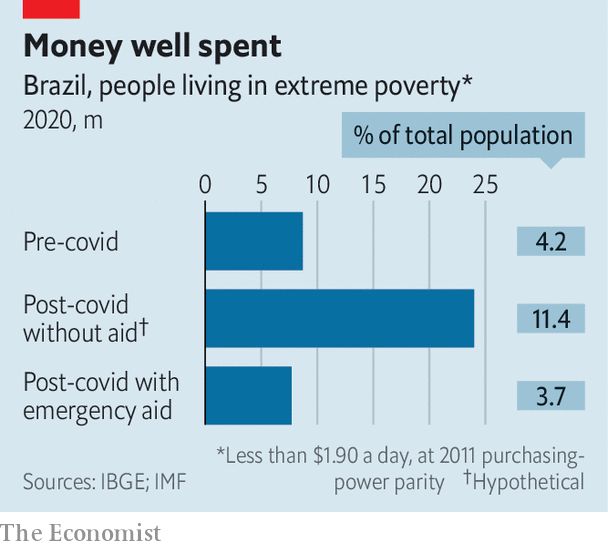 Money well spent
Brazil, people living in extreme poverty*
2020, m
% of total population
0 5 10 15 20 25
Pre-covid 4.2
Post-covid
without aid† 11.4
Post-covid with
emergency aid 3.7
*Less than $1.90 a day, at 2011 purchasing-
Sources: IBGE; IMF power parity †Hypothetical
The Economist